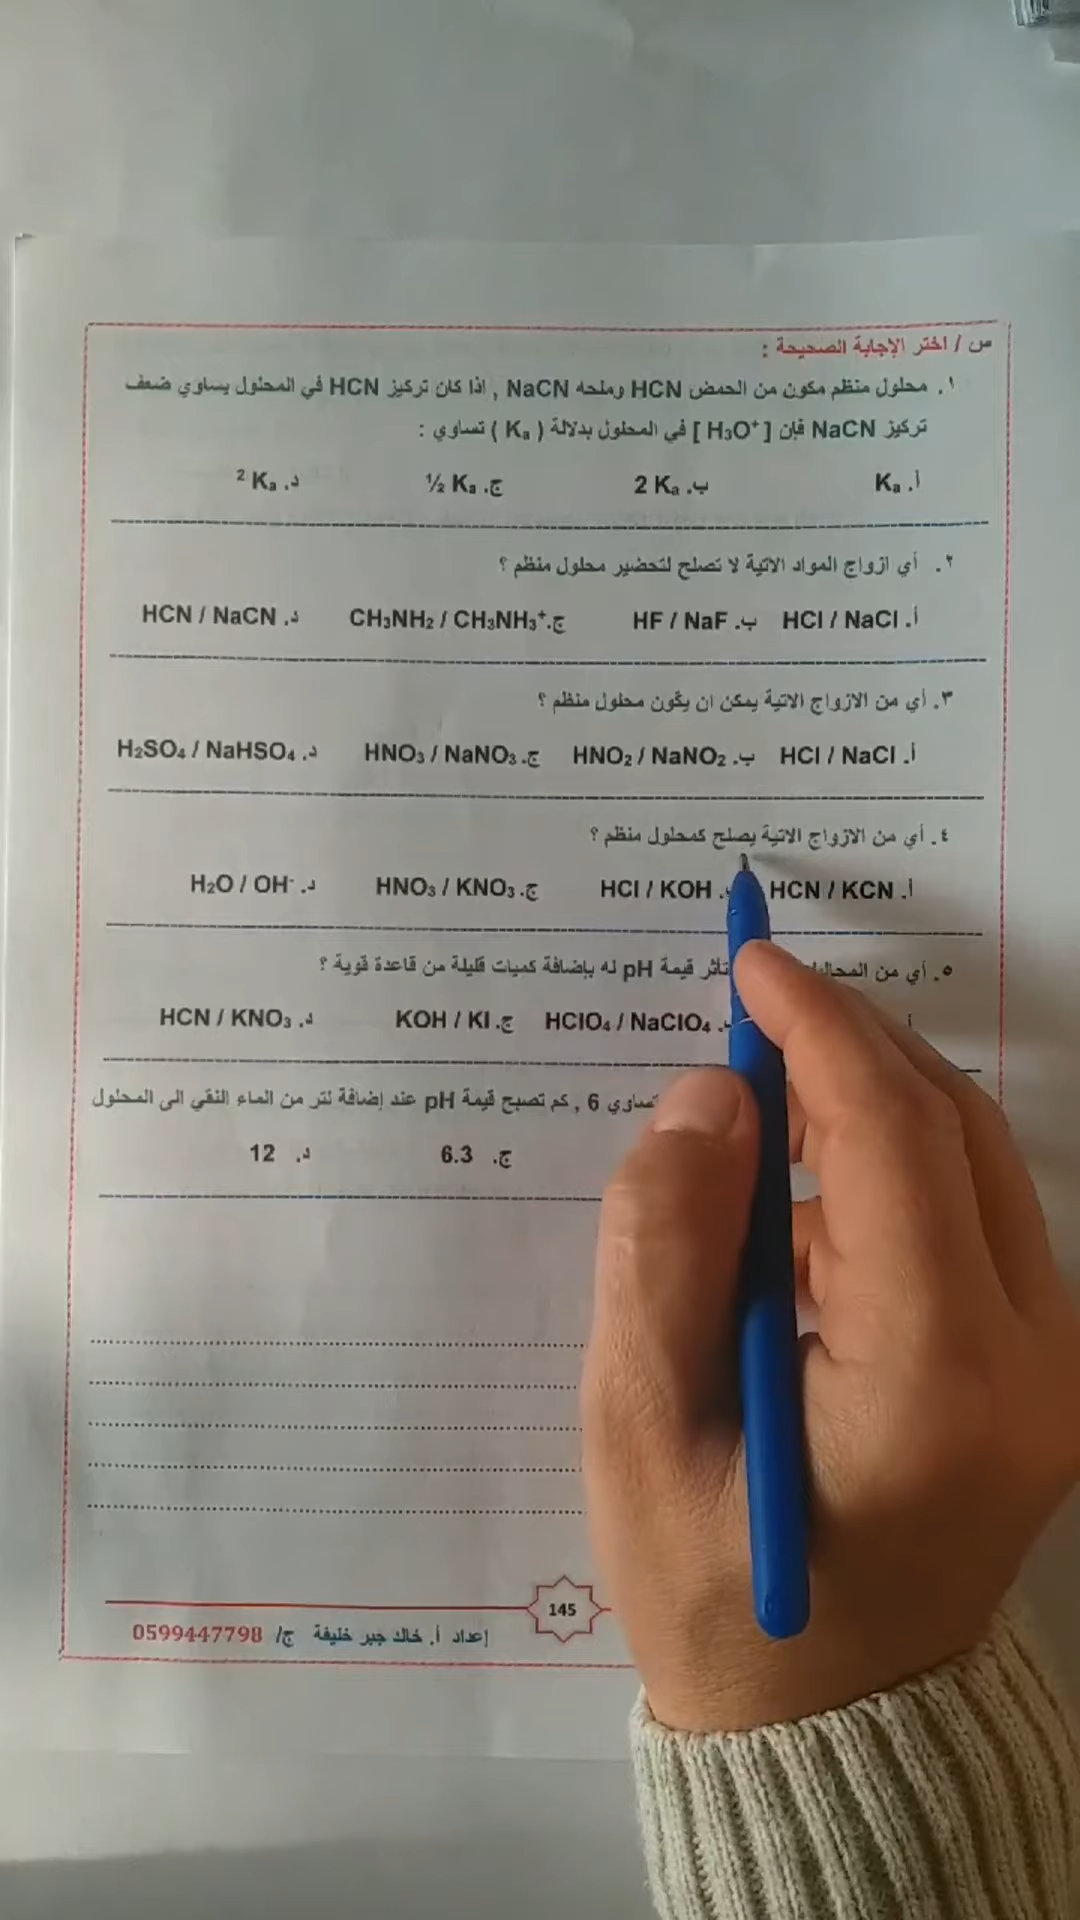 س / اختر الإجابة الصحيحة :
١. محلول منظم مكون من الحمض HCN وملحه NaCN , اذا كان تركيز HCN في المحلول يساوي ضعف
تركيز NaCN فإن [ H₃O⁺ ] في المحلول بدلالة ( Kₐ ) تساوي :
أ. Kₐ ب. 2 Kₐ ج. ½ Kₐ د. ² Kₐ
٢. أي ازواج المواد الاتية لا تصلح لتحضير محلول منظم ؟
أ. HCl / NaCl ب. HF / NaF ج. CH₃NH₂ / CH₃NH₃⁺ د. HCN / NaCN
٣. أي من الازواج الاتية يمكن ان يكون محلول منظم ؟
أ. HCl / NaCl ب. HNO₂ / NaNO₂ ج. HNO₃ / NaNO₃ د. H₂SO₄ / NaHSO₄
٤. أي من الازواج الاتية يصلح كمحلول منظم ؟
أ. HCN / KCN ب. HCl / KOH ج. HNO₃ / KNO₃ د. H₂O / OH⁻
٥. أي من قيمة pH له بإضافة كميات قليلة من قاعدة قوية ؟
HClO₄ / NaClO₄ ج. KOH / KI د. HCN / KNO₃
6 , كم تصبح قيمة pH عند إضافة لتر من الماء النقي الى المحلول
ج. 6.3 د. 12
145
إعداد أ. خالد جبر خليفة ج/ 0599447798